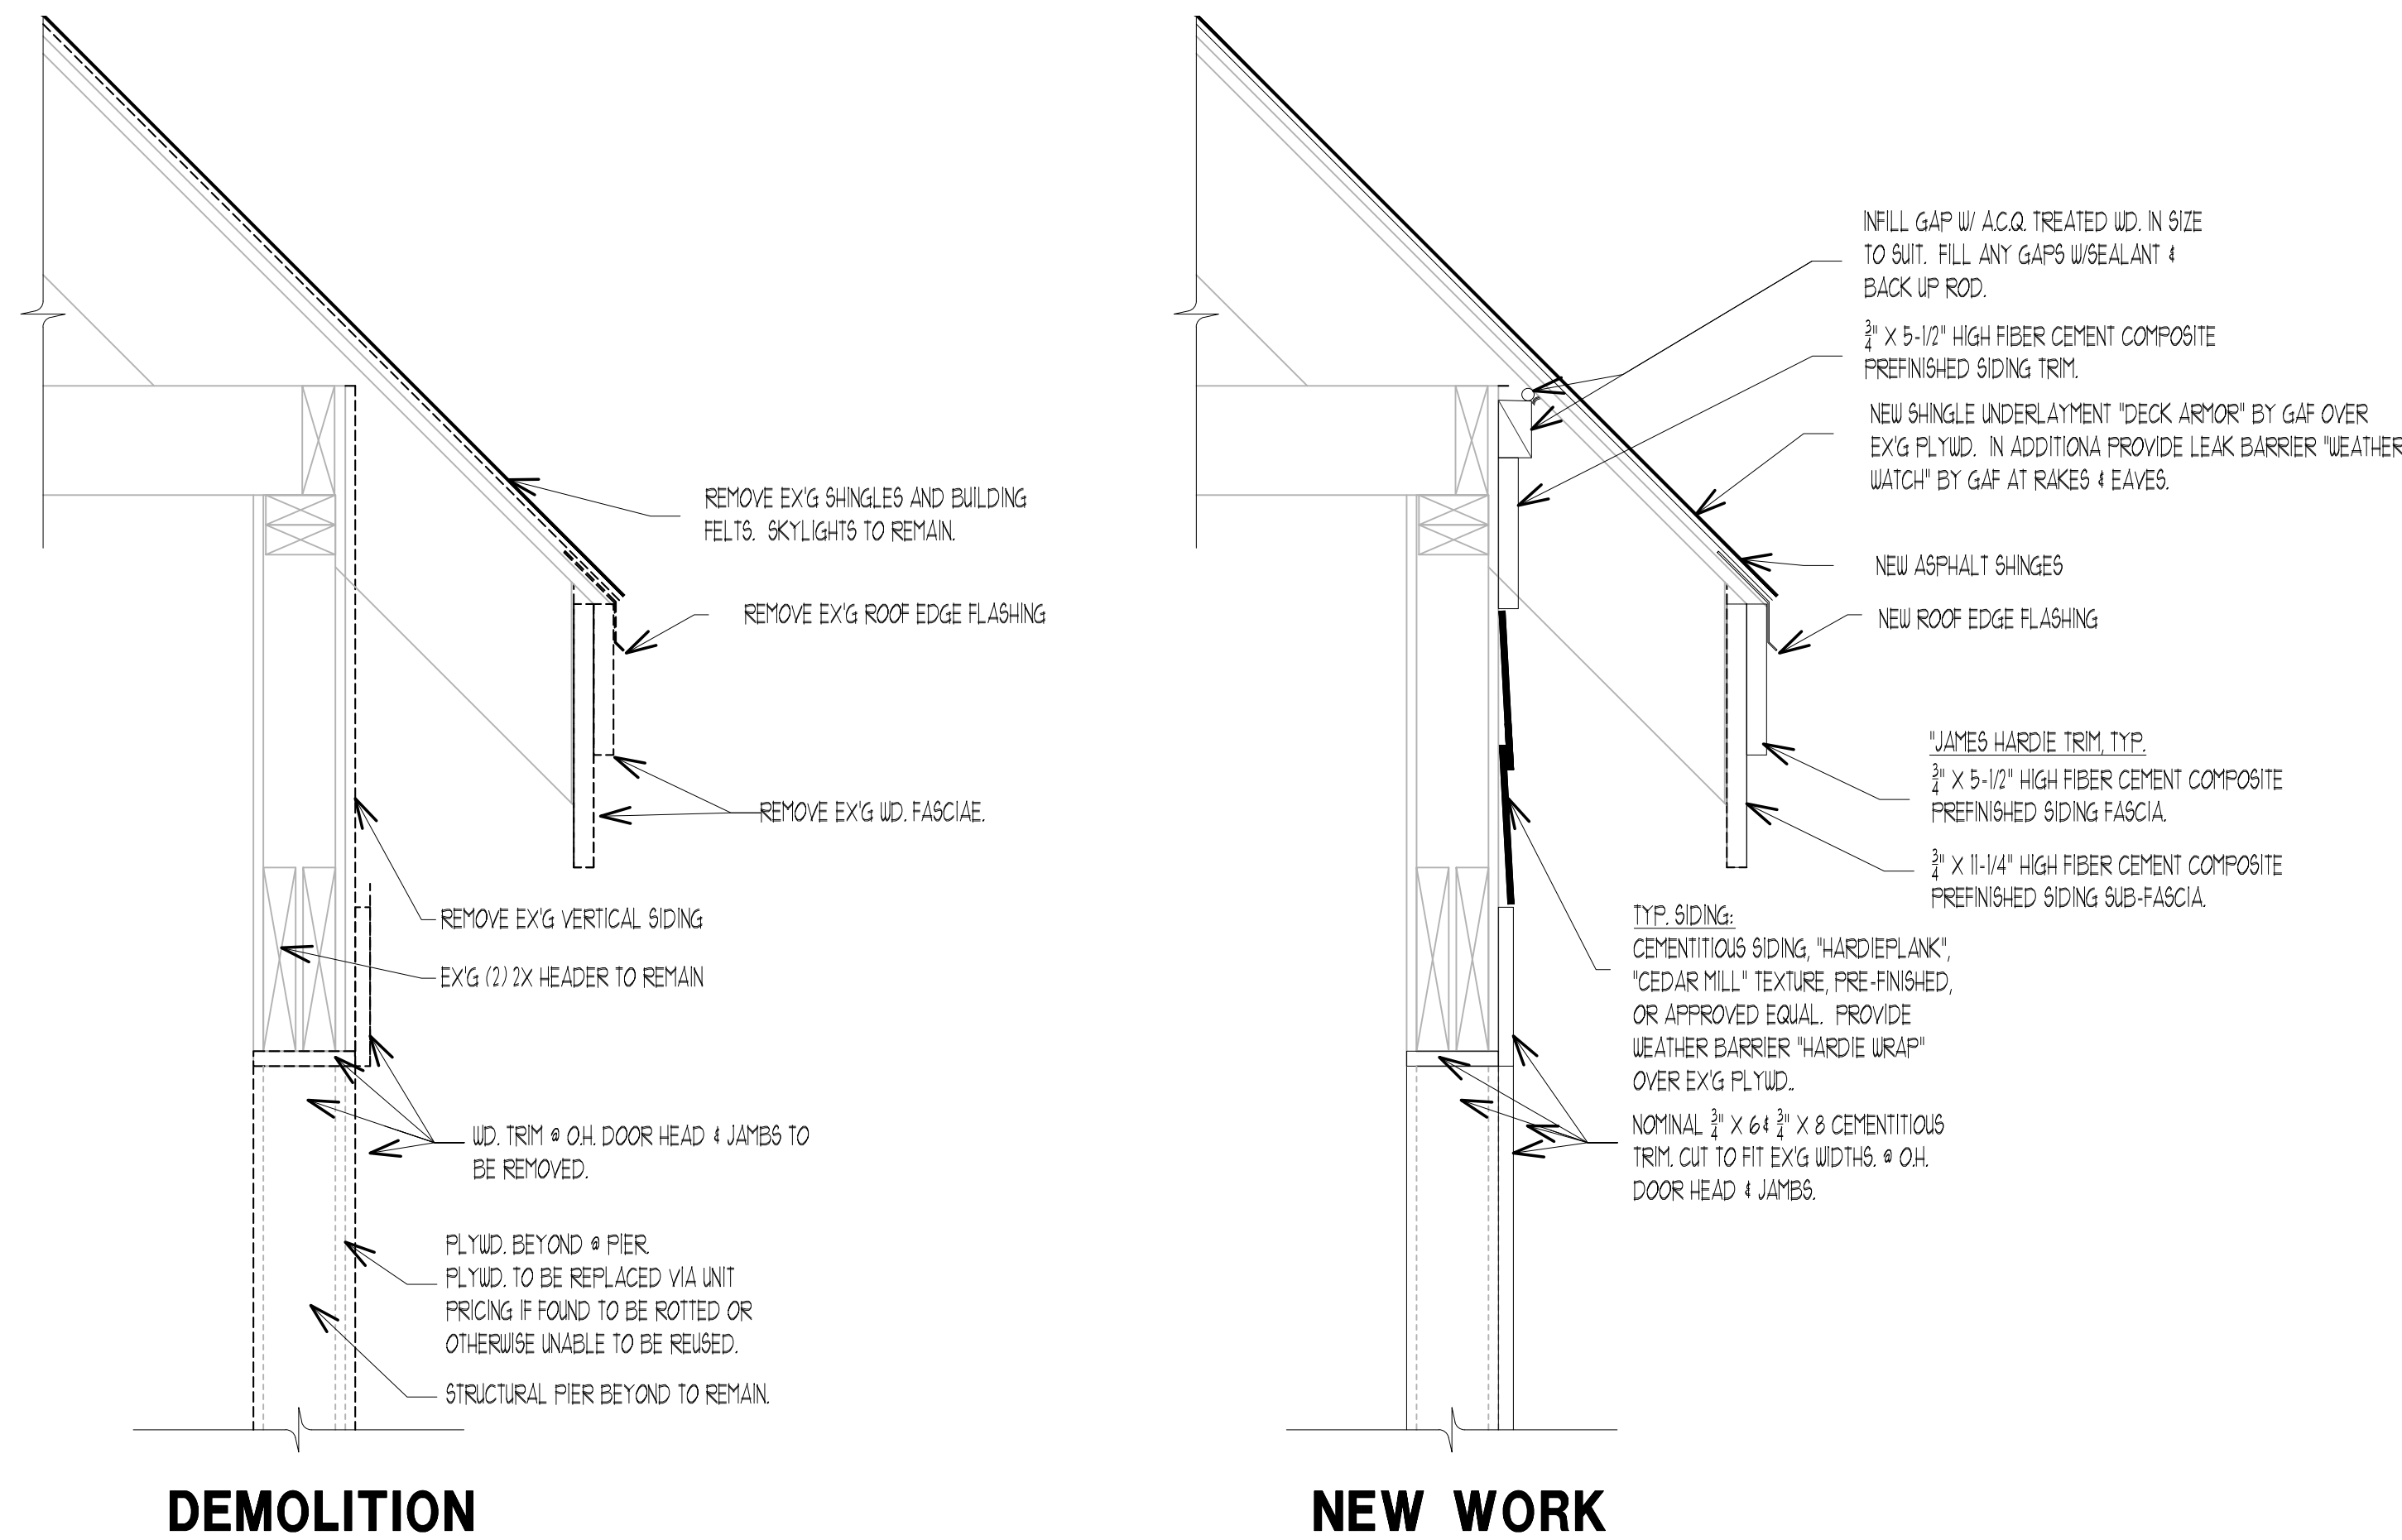 REMOVE EX'G SHINGLES AND BUILDING
FELTS. SKYLIGHTS TO REMAIN.
REMOVE EX'G ROOF EDGE FLASHING
REMOVE EX'G WD. FASCIAE.
REMOVE EX'G VERTICAL SIDING
EX'G (2) 2X HEADER TO REMAIN
WD. TRIM @ O.H. DOOR HEAD & JAMBS TO
BE REMOVED.
PLYWD. BEYOND @ PIER.
PLYWD. TO BE REPLACED VIA UNIT
PRICING IF FOUND TO BE ROTTED OR
OTHERWISE UNABLE TO BE REUSED.
STRUCTURAL PIER BEYOND TO REMAIN.
DEMOLITION
INFILL GAP W/ A.C.Q. TREATED WD. IN SIZE
TO SUIT. FILL ANY GAPS W/SEALANT &
BACK UP ROD.
3/4" X 5-1/2" HIGH FIBER CEMENT COMPOSITE
PREFINISHED SIDING TRIM.
NEW SHINGLE UNDERLAYMENT "DECK ARMOR" BY GAF OVER
EX'G PLYWD. IN ADDITIONA PROVIDE LEAK BARRIER "WEATHER
WATCH" BY GAF AT RAKES & EAVES.
NEW ASPHALT SHINGES
NEW ROOF EDGE FLASHING
"JAMES HARDIE TRIM, TYP.
3/4" X 5-1/2" HIGH FIBER CEMENT COMPOSITE
PREFINISHED SIDING FASCIA.
3/4" X 11-1/4" HIGH FIBER CEMENT COMPOSITE
PREFINISHED SIDING SUB-FASCIA.
TYP. SIDING:
CEMENTITIOUS SIDING, "HARDIEPLANK",
"CEDAR MILL" TEXTURE, PRE-FINISHED,
OR APPROVED EQUAL. PROVIDE
WEATHER BARRIER "HARDIE WRAP"
OVER EX'G PLYWD..
NOMINAL 3/4" X 6 & 3/4" X 8 CEMENTITIOUS
TRIM. CUT TO FIT EX'G WIDTHS. @ O.H.
DOOR HEAD & JAMBS.
NEW WORK